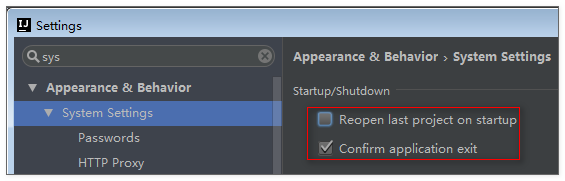 IJ Settings
sys
Appearance & Behavior › System Settings
Appearance & Behavior
System Settings
Passwords
HTTP Proxy
Startup/Shutdown
Reopen last project on startup
Confirm application exit